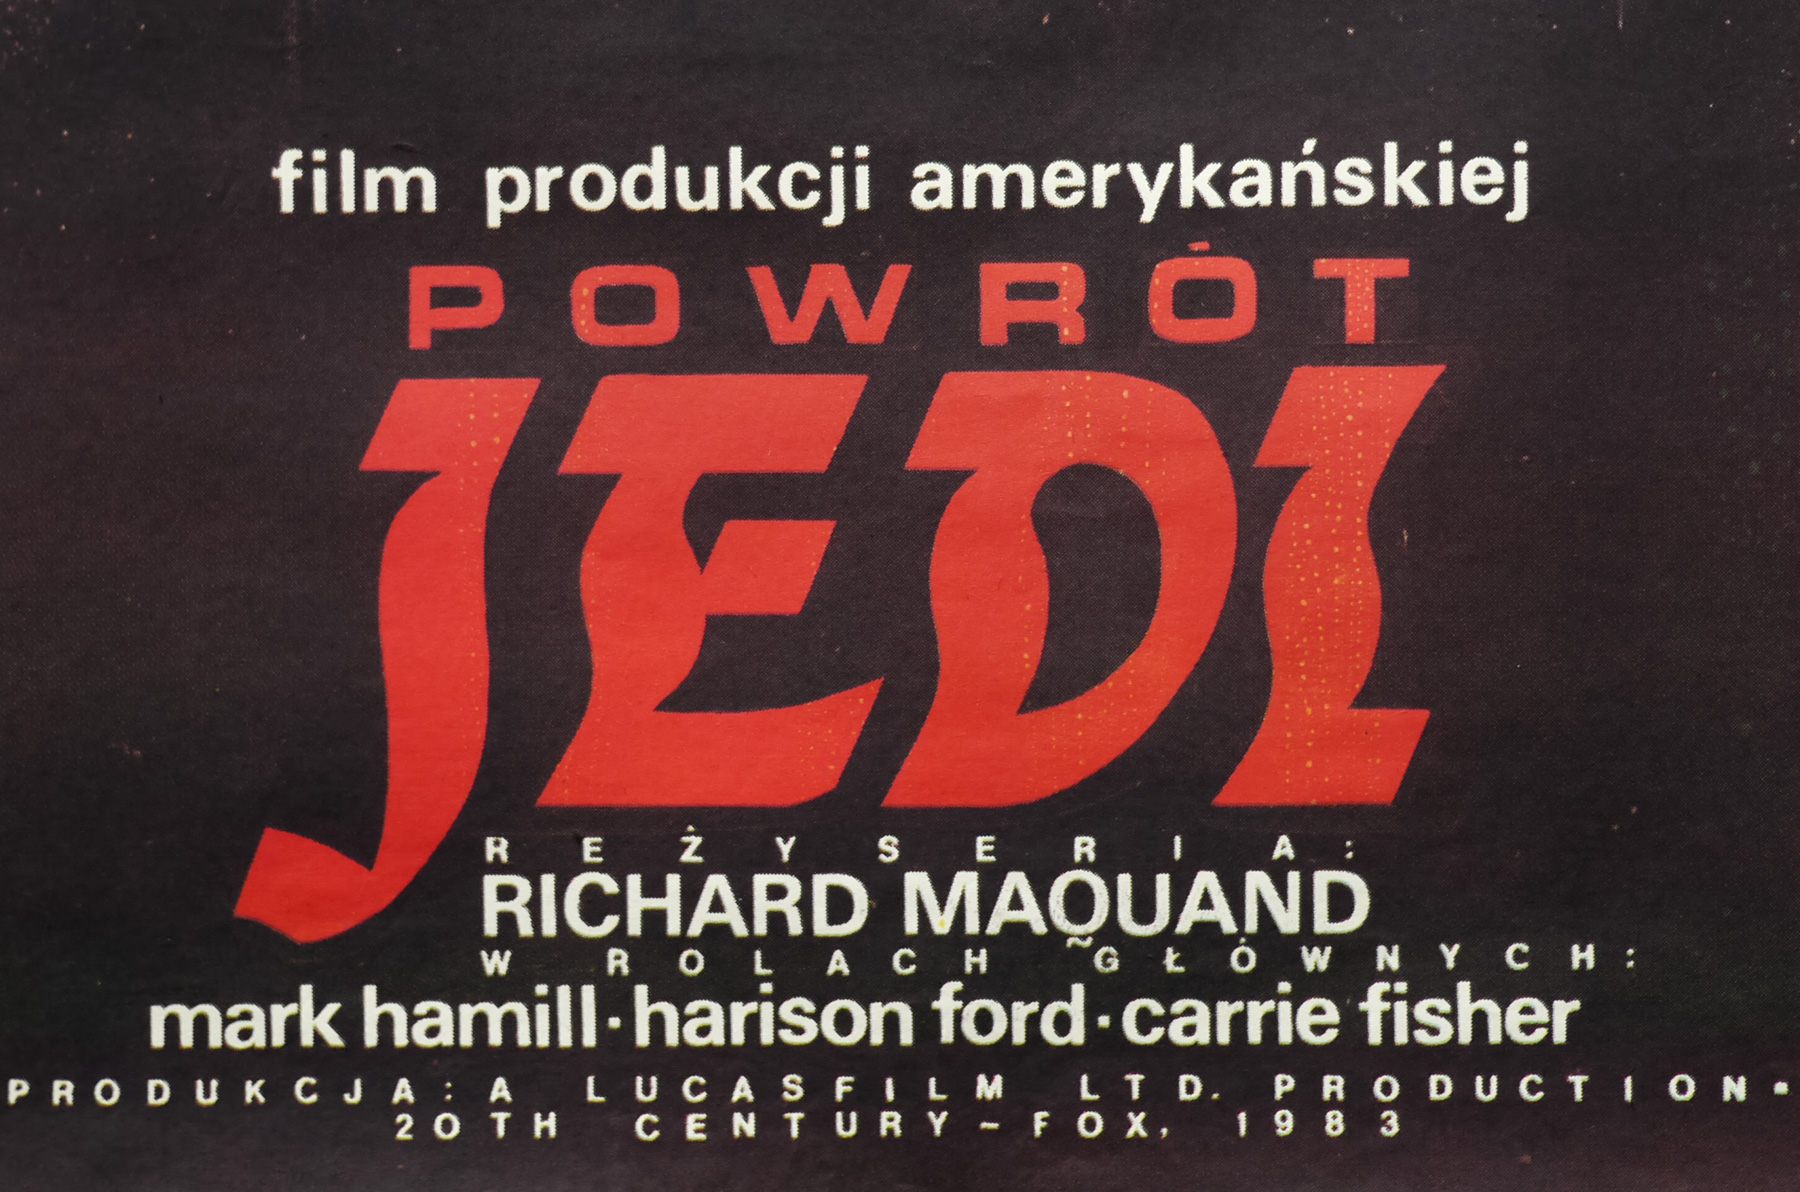 film produkcji amerykańskiej
POWRÓT
JEDI
REŻYSERIA:
RICHARD MAQUAND
W ROLACH GŁÓWNYCH:
mark hamill·harison ford·carrie fisher
PRODUKCJA: A LUCASFILM LTD. PRODUCTION-
20TH CENTURY-FOX, 1983